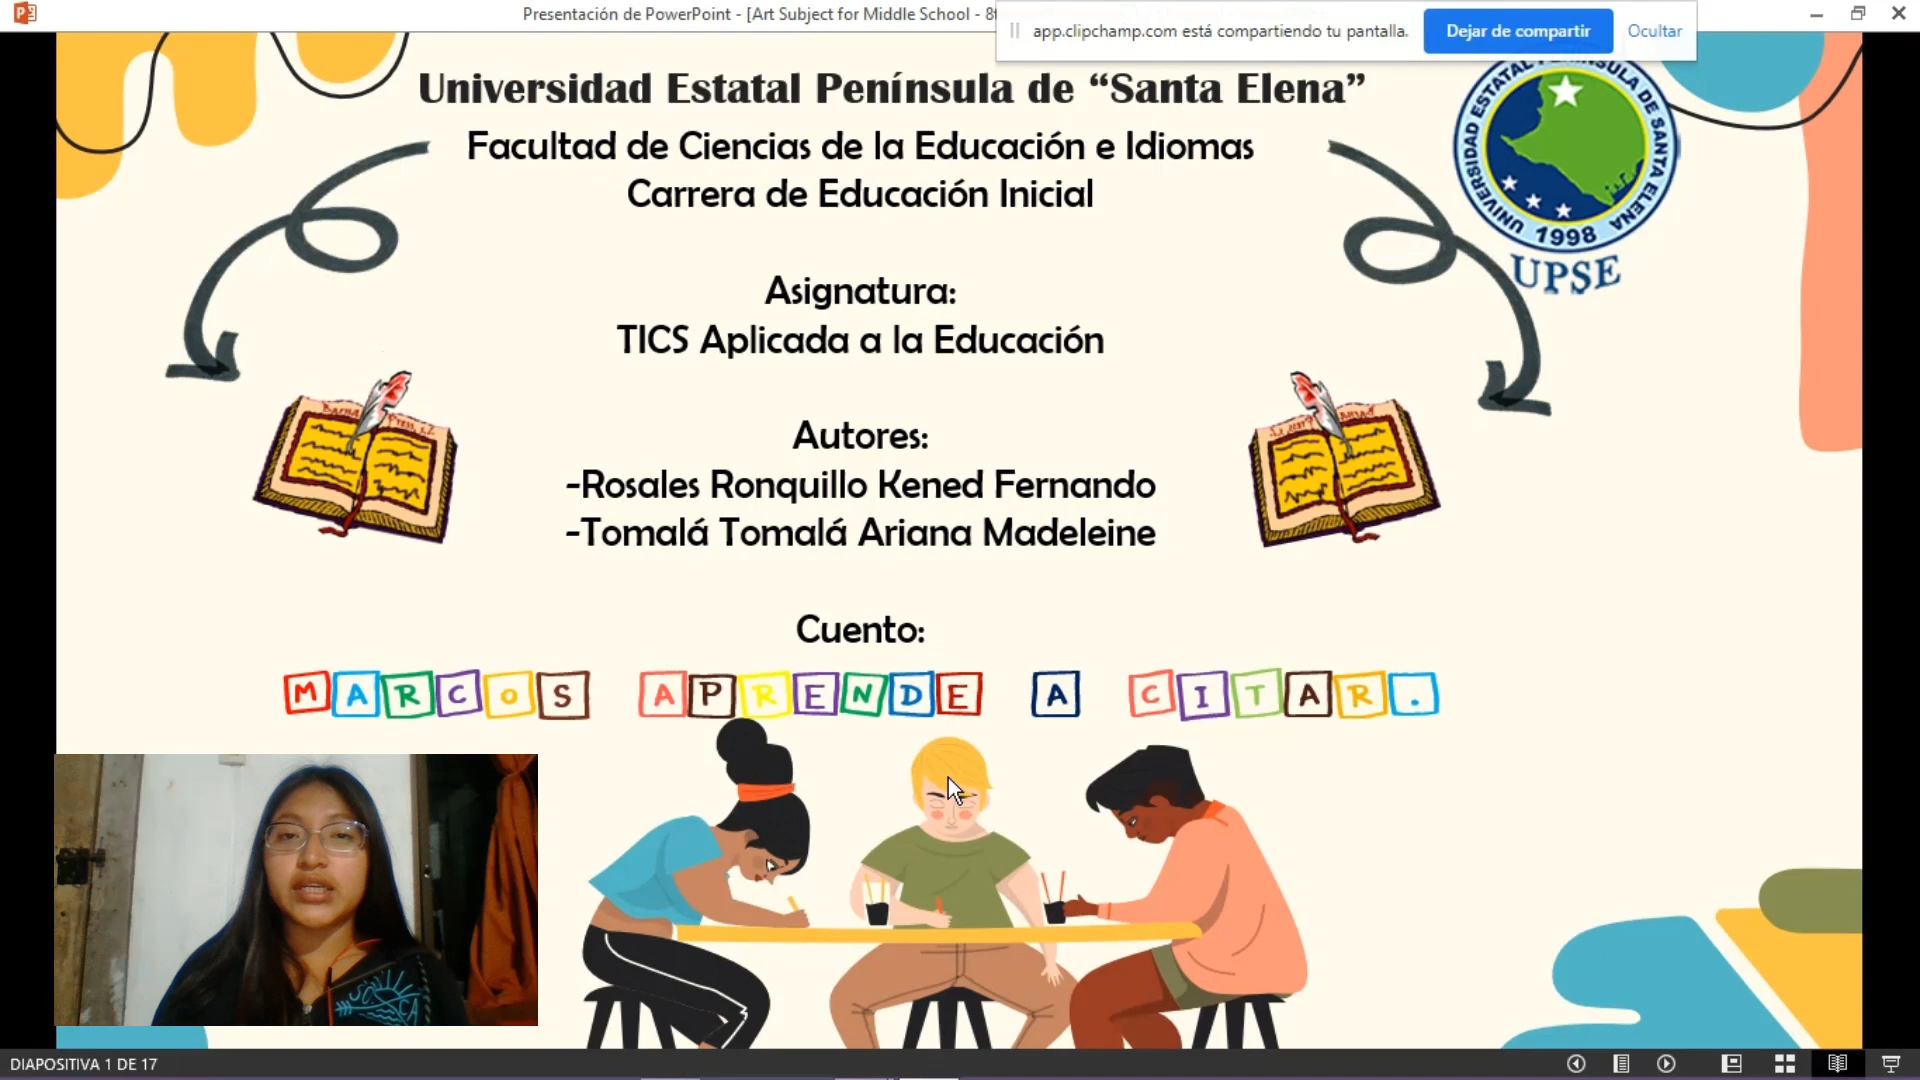 Presentación de PowerPoint - [Art Subject for Middle School - 8t
app.clipchamp.com está compartiendo tu pantalla.
Dejar de compartir
Ocultar
Universidad Estatal Península de “Santa Elena”
Facultad de Ciencias de la Educación e Idiomas
Carrera de Educación Inicial
UNIVERSIDAD ESTATAL PENÍNSULA DE SANTA ELENA
1998
UPSE
Asignatura:
TICS Aplicada a la Educación
Autores:
-Rosales Ronquillo Kened Fernando
-Tomalá Tomalá Ariana Madeleine
Cuento:
MARCOS APRENDE A CITAR.
DIAPOSITIVA 1 DE 17